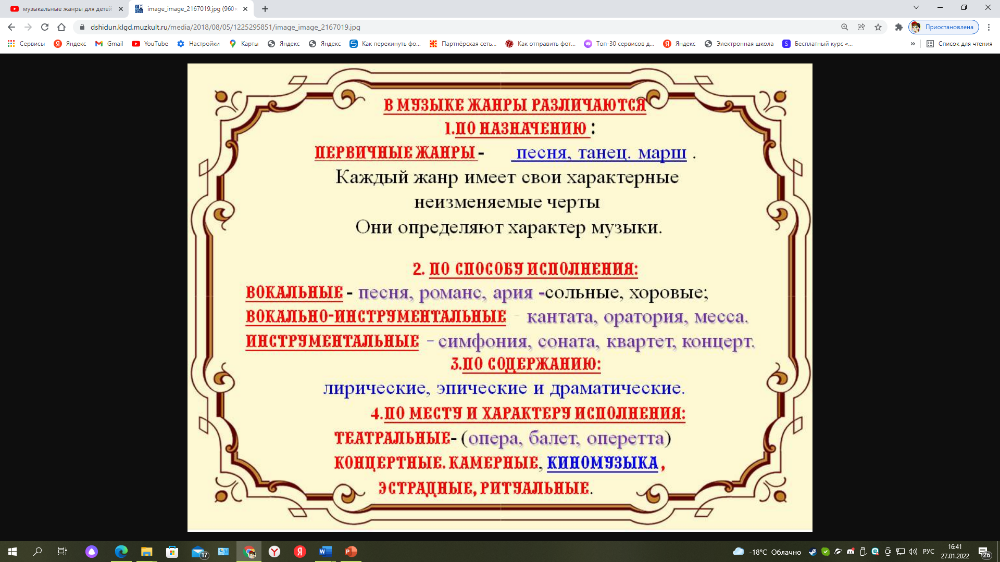 музыкальные жанры для детей
image_image_2167019.jpg (960×
dshidun.klgd.muzkult.ru/media/2018/08/05/1225295851/image_image_2167019.jpg
Приостановлена
Сервисы Яндекс Gmail YouTube Настройки Карты Яндекс Яндекс Как перекинуть фо... Партнёрская сеть... Как отправить фот... Топ-30 сервисов д... Яндекс Электронная школа Бесплатный курс «... » Список для чтения
В МУЗЫКЕ ЖАНРЫ РАЗЛИЧАЮТСЯ
1.ПО НАЗНАЧЕНИЮ :
ПЕРВИЧНЫЕ ЖАНРЫ - песня, танец. марш .
Каждый жанр имеет свои характерные
неизменяемые черты
Они определяют характер музыки.
2. ПО СПОСОБУ ИСПОЛНЕНИЯ:
ВОКАЛЬНЫЕ - песня, романс, ария -сольные, хоровые;
ВОКАЛЬНО-ИНСТРУМЕНТАЛЬНЫЕ - кантата, оратория, месса.
ИНСТРУМЕНТАЛЬНЫЕ – симфония, соната, квартет, концерт.
3.ПО СОДЕРЖАНИЮ:
лирические, эпические и драматические.
4.ПО МЕСТУ И ХАРАКТЕРУ ИСПОЛНЕНИЯ:
ТЕАТРАЛЬНЫЕ- (опера, балет, оперетта)
КОНЦЕРТНЫЕ. КАМЕРНЫЕ, КИНОМУЗЫКА ,
ЭСТРАДНЫЕ, РИТУАЛЬНЫЕ.
17
-18°C Облачно
РУС
16:41
27.01.2022
26